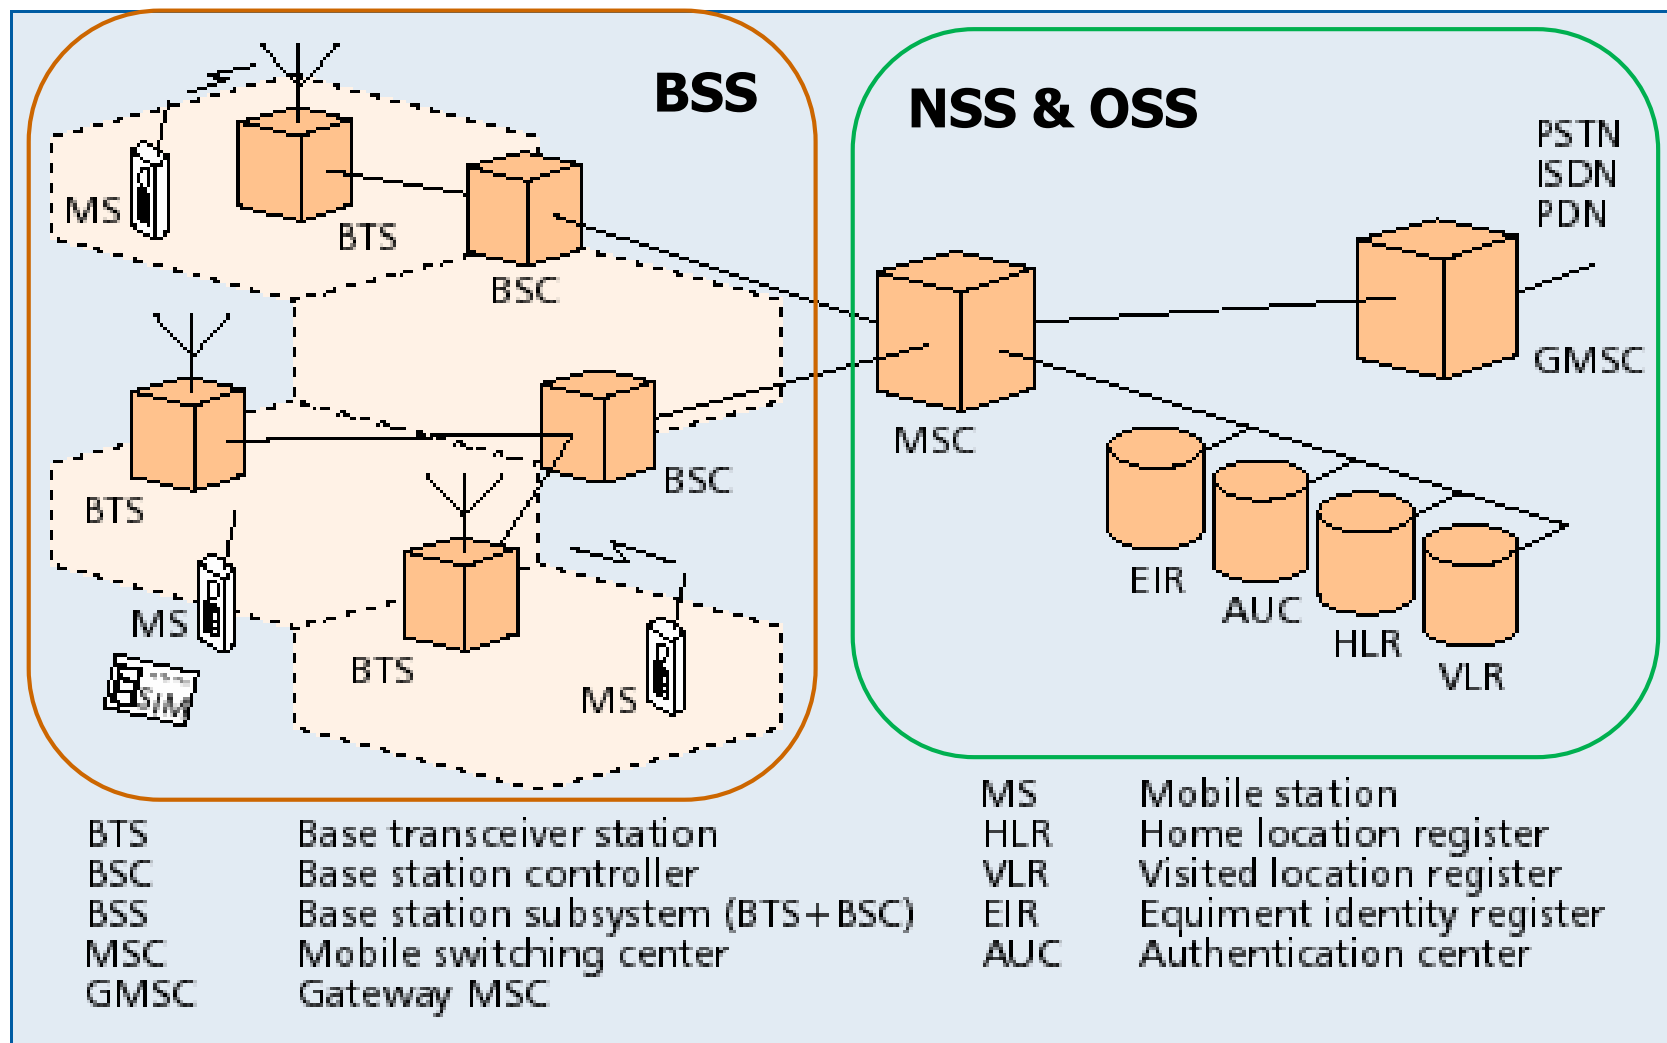 BSS
NSS & OSS
PSTN
ISDN
PDN
MS
BTS
BSC
GMSC
MSC
BSC
BTS
EIR
AUC
MS
HLR
BTS
VLR
SIM
MS
BTS Base transceiver station
BSC Base station controller
BSS Base station subsystem (BTS+BSC)
MSC Mobile switching center
GMSC Gateway MSC
MS Mobile station
HLR Home location register
VLR Visited location register
EIR Equiment identity register
AUC Authentication center